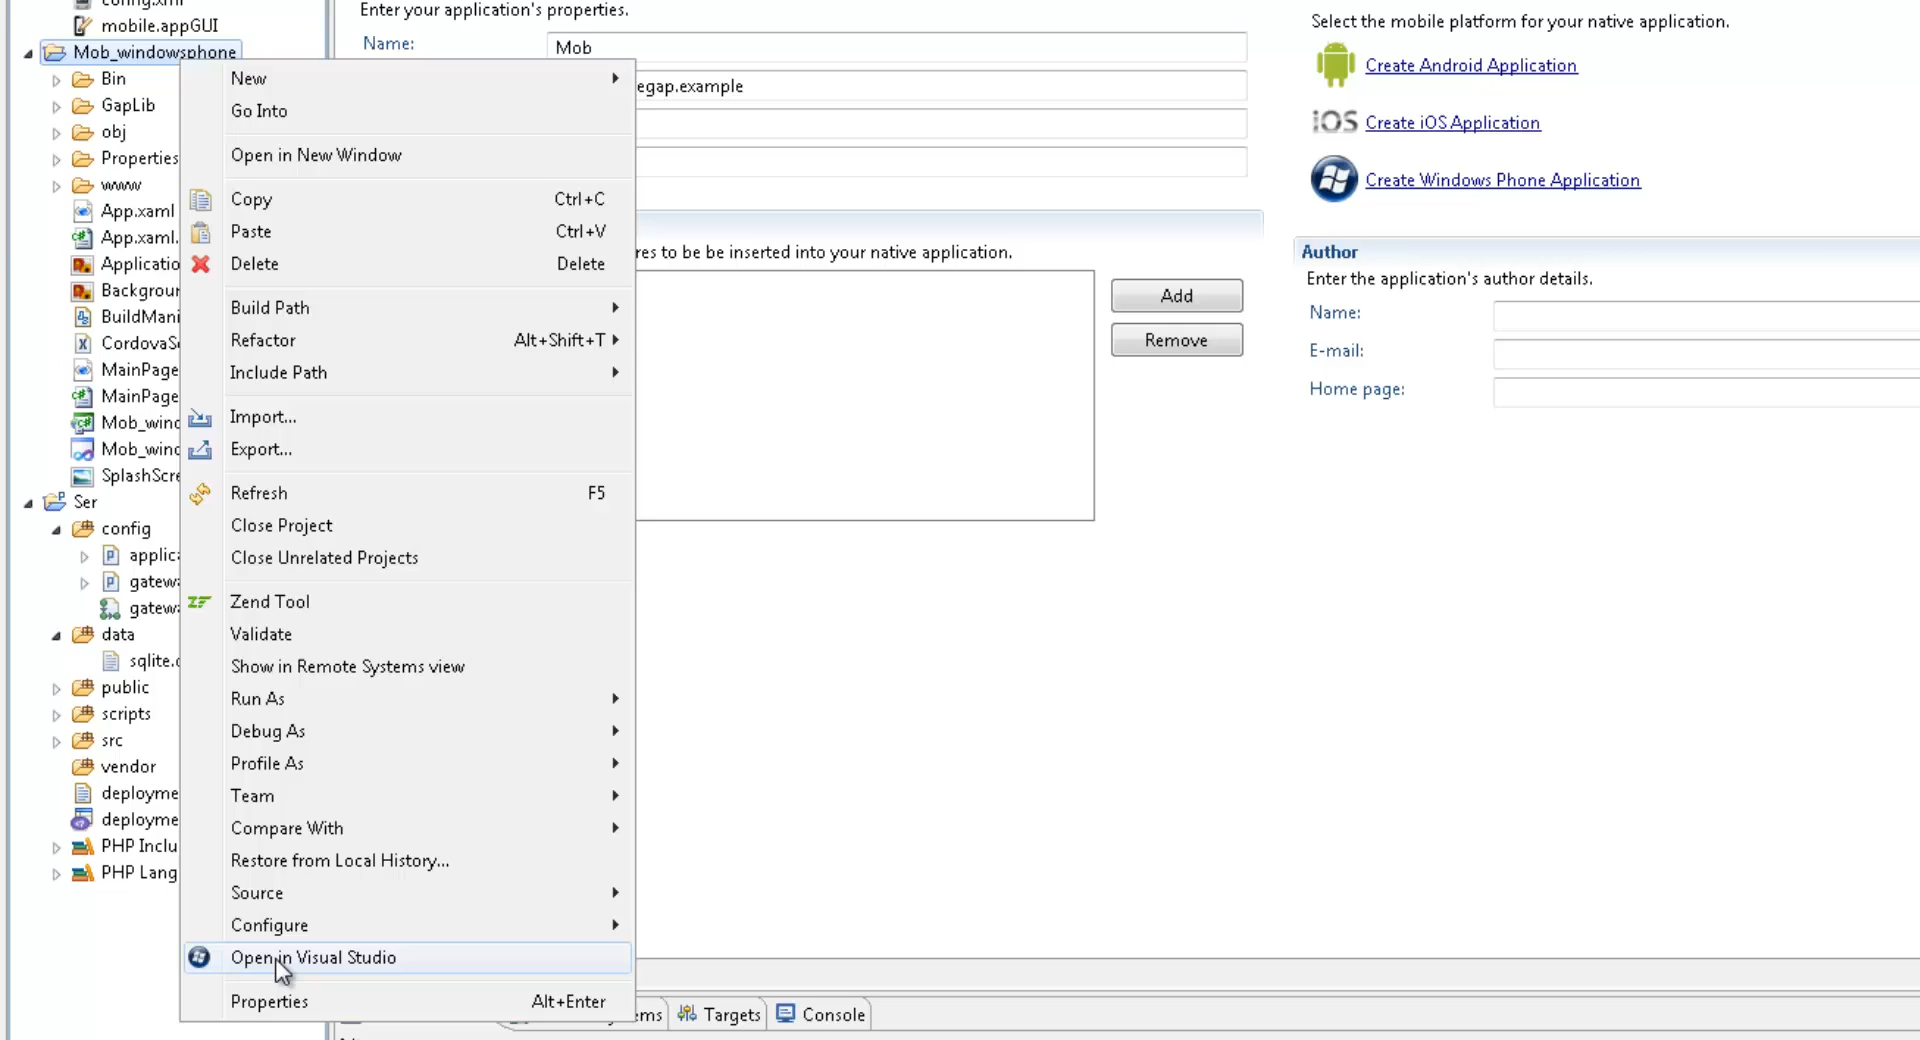 config.xml
mobile.appGUI
Mob_windowsphone
Bin
GapLib
obj
Properties
www
App.xaml
App.xaml.
Applicatio
Backgroun
BuildMani
CordovaS
MainPage
MainPage
Mob_wind
Mob_wind
SplashScre
Ser
config
applica
gatewa
gatewa
data
sqlite.
public
scripts
src
vendor
deployme
deployme
PHP Inclu
PHP Lang
New
Go Into
Open in New Window
Copy Ctrl+C
Paste Ctrl+V
Delete Delete
Build Path
Refactor Alt+Shift+T
Include Path
Import...
Export...
Refresh F5
Close Project
Close Unrelated Projects
Zend Tool
Validate
Show in Remote Systems view
Run As
Debug As
Profile As
Team
Compare With
Restore from Local History...
Source
Configure
Open in Visual Studio
Properties Alt+Enter
Enter your application's properties.
Name: Mob
egap.example
res to be be inserted into your native application.
Add
Remove
ems
Targets
Console
Select the mobile platform for your native application.
Create Android Application
iOS Create iOS Application
Create Windows Phone Application
Author
Enter the application's author details.
Name:
E-mail:
Home page: